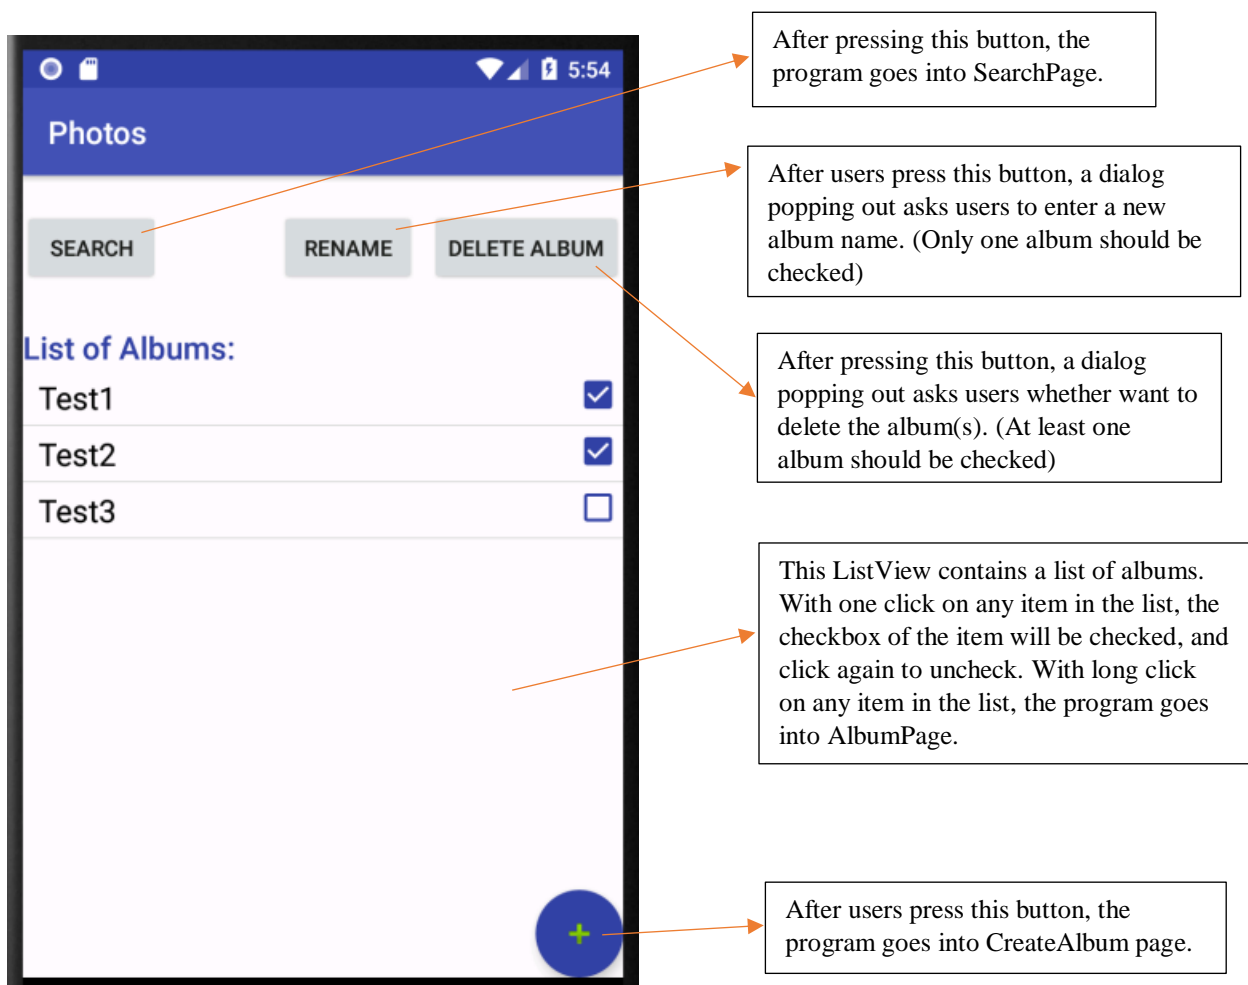 5:54
Photos
SEARCH
RENAME
DELETE ALBUM
List of Albums:
Test1
Test2
Test3
After pressing this button, the
program goes into SearchPage.
After users press this button, a dialog
popping out asks users to enter a new
album name. (Only one album should be
checked)
After pressing this button, a dialog
popping out asks users whether want to
delete the album(s). (At least one
album should be checked)
This ListView contains a list of albums.
With one click on any item in the list, the
checkbox of the item will be checked, and
click again to uncheck. With long click
on any item in the list, the program goes
into AlbumPage.
After users press this button, the
program goes into CreateAlbum page.